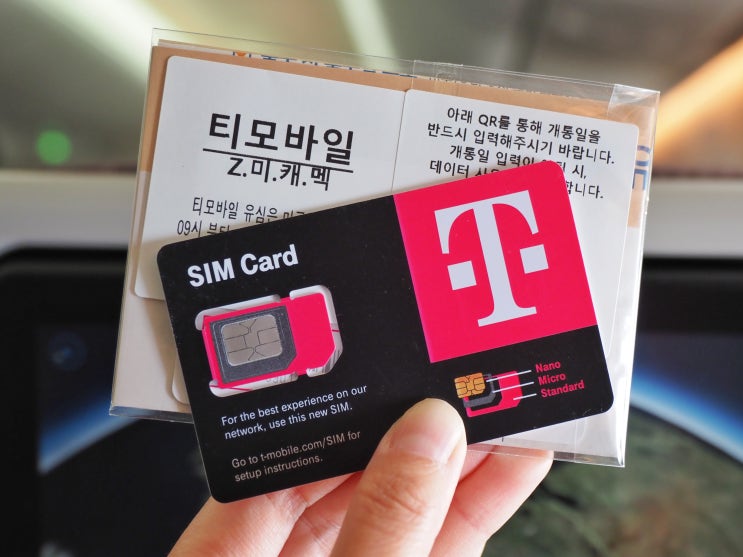 티모바일
Z.미.캐.멕
티모바일 유심은
09시
아래 QR를 통해 개통일을
반드시 입력해주시기 바랍니다.
개통일 입력이 시,
데이터
SIM Card
T
For the best experience on our
network, use this new SIM.
Go to t-mobile.com/SIM for
setup instructions.
Nano
Micro
Standard